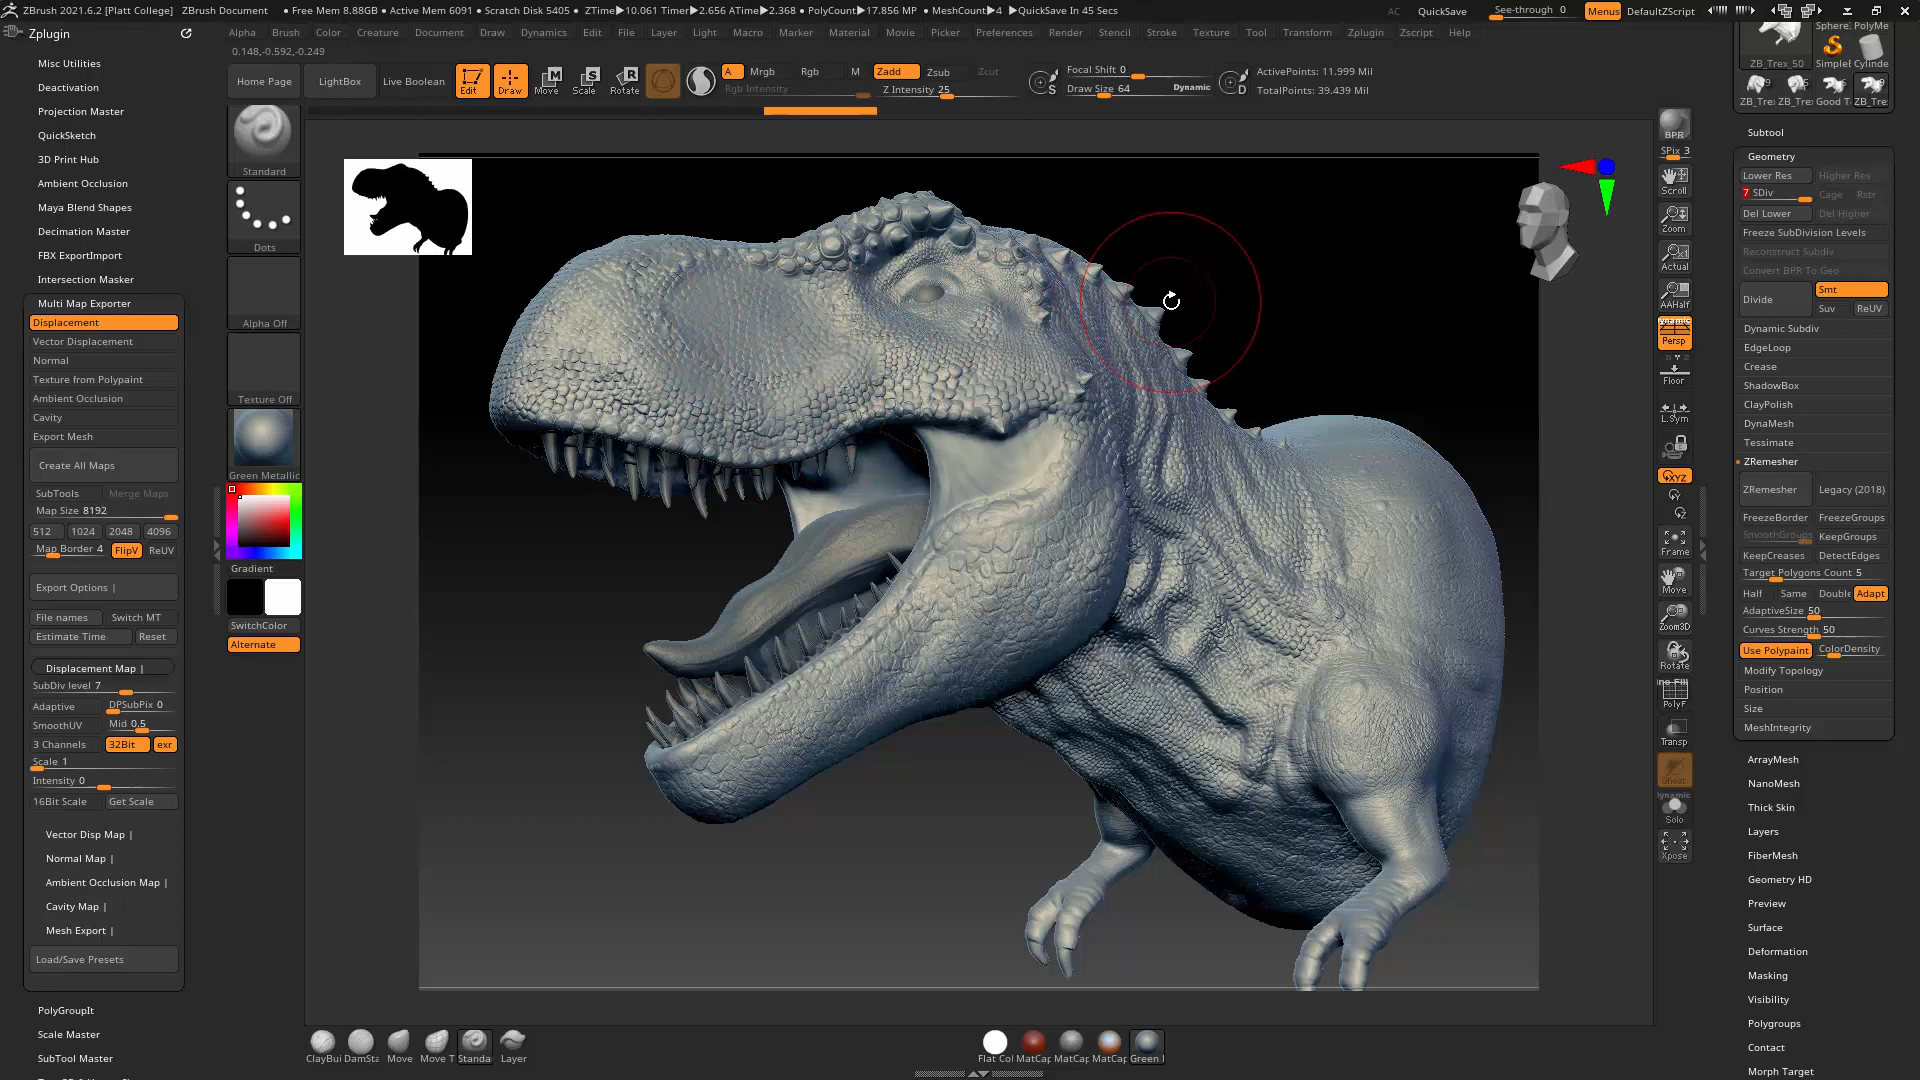 ZBrush 2021.6.2 [Platt College] ZBrush Document • Free Mem 8.88GB • Active Mem 6091 • Scratch Disk 5405 • ZTime▶10.061 Timer▶2.656 ATime▶2.368 • PolyCount▶17.856 MP • MeshCount▶4 ▶QuickSave In 45 Secs AC QuickSave See-through 0 Menus DefaultZScript
Zplugin
Alpha Brush Color Creature Document Draw Dynamics Edit File Layer Light Macro Marker Material Movie Picker Preferences Render Stencil Stroke Texture Tool Transform Zplugin Zscript Help
0.148,-0.592,-0.249
Home Page LightBox Live Boolean Edit Draw Move Scale Rotate
A Mrgb Rgb M Zadd Zsub Zcut
Rgb Intensity Z Intensity 25
Focal Shift 0
Draw Size 64 Dynamic
S D
ActivePoints: 11.999 Mil
TotalPoints: 39.439 Mil
Misc Utilities
Deactivation
Projection Master
QuickSketch
3D Print Hub
Ambient Occlusion
Maya Blend Shapes
Decimation Master
FBX ExportImport
Intersection Masker
Multi Map Exporter
Displacement
Vector Displacement
Normal
Texture from Polypaint
Ambient Occlusion
Cavity
Export Mesh
Create All Maps
SubTools Merge Maps
Map Size 8192
512 1024 2048 4096
Map Border 4 FlipV ReUV
Export Options |
File names Switch MT
Estimate Time Reset
Displacement Map |
SubDiv level 7
Adaptive DPSubPix 0
SmoothUV Mid 0.5
3 Channels 32Bit exr
Scale 1
Intensity 0
16Bit Scale Get Scale
Vector Disp Map |
Normal Map |
Ambient Occlusion Map |
Cavity Map |
Mesh Export |
Load/Save Presets
PolyGroupIt
Scale Master
SubTool Master
Standard
Dots
Alpha Off
Texture Off
Green Metallic
Gradient
SwitchColor
Alternate
ClayBui DamSta Move Move T Standa Layer
Flat Col MatCap MatCap MatCap Green
BPR
SPix 3
Scroll
Zoom
Actual
AAHalf
Dynamic
Persp
Floor
L.Sym
XYZ
Y
Z
Frame
Move
Zoom3D
Rotate
Line Fill
PolyF
Transp
Ghost
Dynamic
Solo
Xpose
Sphere: PolyMe
ZB_Trex_50 SimpleB Cylinde
ZB_Tre: ZB_Tre: Good T ZB_Tre:
Subtool
Geometry
Lower Res Higher Res
7 SDiv Cage Rstr
Del Lower Del Higher
Freeze SubDivision Levels
Reconstruct Subdiv
Convert BPR To Geo
Divide Smt
Suv ReUV
Dynamic Subdiv
EdgeLoop
Crease
ShadowBox
ClayPolish
DynaMesh
Tessimate
ZRemesher
ZRemesher Legacy (2018)
FreezeBorder FreezeGroups
SmoothGroups KeepGroups
KeepCreases DetectEdges
Target Polygons Count 5
Half Same Double Adapt
AdaptiveSize 50
Curves Strength 50
Use Polypaint ColorDensity
Modify Topology
Position
Size
MeshIntegrity
ArrayMesh
NanoMesh
Thick Skin
Layers
FiberMesh
Geometry HD
Preview
Surface
Deformation
Masking
Visibility
Polygroups
Contact
Morph Target